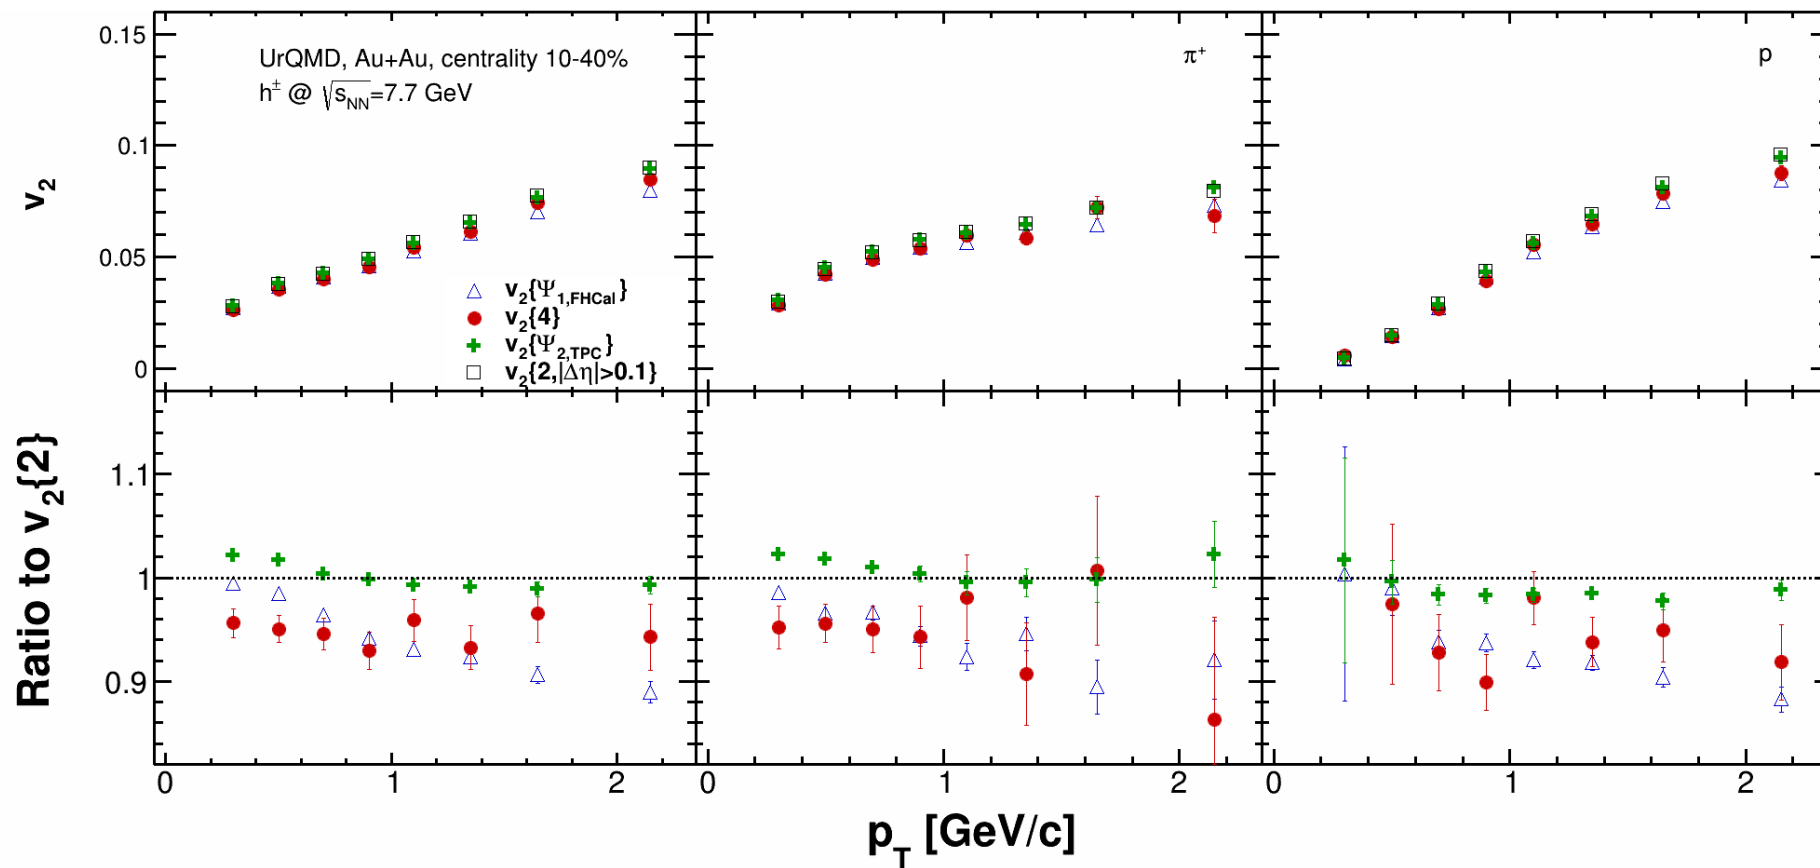 0.15
0.1
0.05
0
v₂
UrQMD, Au+Au, centrality 10-40%
h± @ √sNN=7.7 GeV
v₂{Ψ1,FHCal}
v₂{4}
v₂{Ψ2,TPC}
v₂{2,|Δη|>0.1}
π⁺
p
1.1
1
0.9
Ratio to v₂{2}
0 1 2
0 1 2
0 1 2
pT [GeV/c]